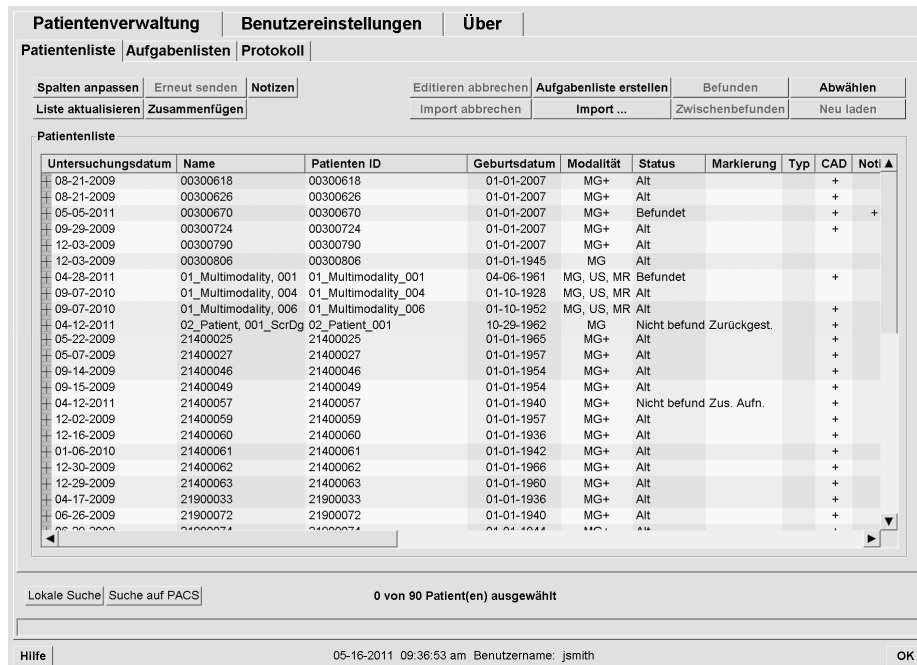 Patientenverwaltung Benutzereinstellungen Über
Patientenliste Aufgabenlisten Protokoll
Spalten anpassen Erneut senden Notizen Editieren abbrechen Aufgabenliste erstellen Befunden Abwählen
Liste aktualisieren Zusammenfügen Import abbrechen Import ... Zwischenbefunden Neu laden
Patientenliste
Untersuchungsdatum Name Patienten ID Geburtsdatum Modalität Status Markierung Typ CAD Noti
08-21-2009 00300618 00300618 01-01-2007 MG+ Alt +
08-21-2009 00300626 00300626 01-01-2007 MG+ Alt +
05-05-2011 00300670 00300670 01-01-2007 MG+ Befundet + +
09-29-2009 00300724 00300724 01-01-2007 MG+ Alt +
12-03-2009 00300790 00300790 01-01-2007 MG+ Alt
12-03-2009 00300806 00300806 01-01-1945 MG Alt
04-28-2011 01_Multimodality, 001 01_Multimodality_001 04-06-1961 MG, US, MR Befundet +
09-07-2010 01_Multimodality, 004 01_Multimodality_004 01-10-1928 MG, US, MR Alt
09-07-2010 01_Multimodality, 006 01_Multimodality_006 01-10-1952 MG, US, MR Alt +
04-12-2011 02_Patient, 001_ScrDg 02_Patient_001 10-29-1962 MG Nicht befund Zurückgest. +
05-22-2009 21400025 21400025 01-01-1965 MG+ Alt +
05-07-2009 21400027 21400027 01-01-1957 MG+ Alt +
09-14-2009 21400046 21400046 01-01-1954 MG+ Alt +
09-15-2009 21400049 21400049 01-01-1954 MG+ Alt +
04-12-2011 21400057 21400057 01-01-1940 MG+ Nicht befund Zus. Aufn. +
12-02-2009 21400059 21400059 01-01-1957 MG+ Alt +
12-16-2009 21400060 21400060 01-01-1936 MG+ Alt +
01-06-2010 21400061 21400061 01-01-1942 MG+ Alt +
12-30-2009 21400062 21400062 01-01-1966 MG+ Alt +
12-29-2009 21400063 21400063 01-01-1960 MG+ Alt +
04-17-2009 21900033 21900033 01-01-1936 MG+ Alt +
06-26-2009 21900072 21900072 01-01-1940 MG+ Alt +
Lokale Suche Suche auf PACS 0 von 90 Patient(en) ausgewählt
Hilfe 05-16-2011 09:36:53 am Benutzername: jsmith OK